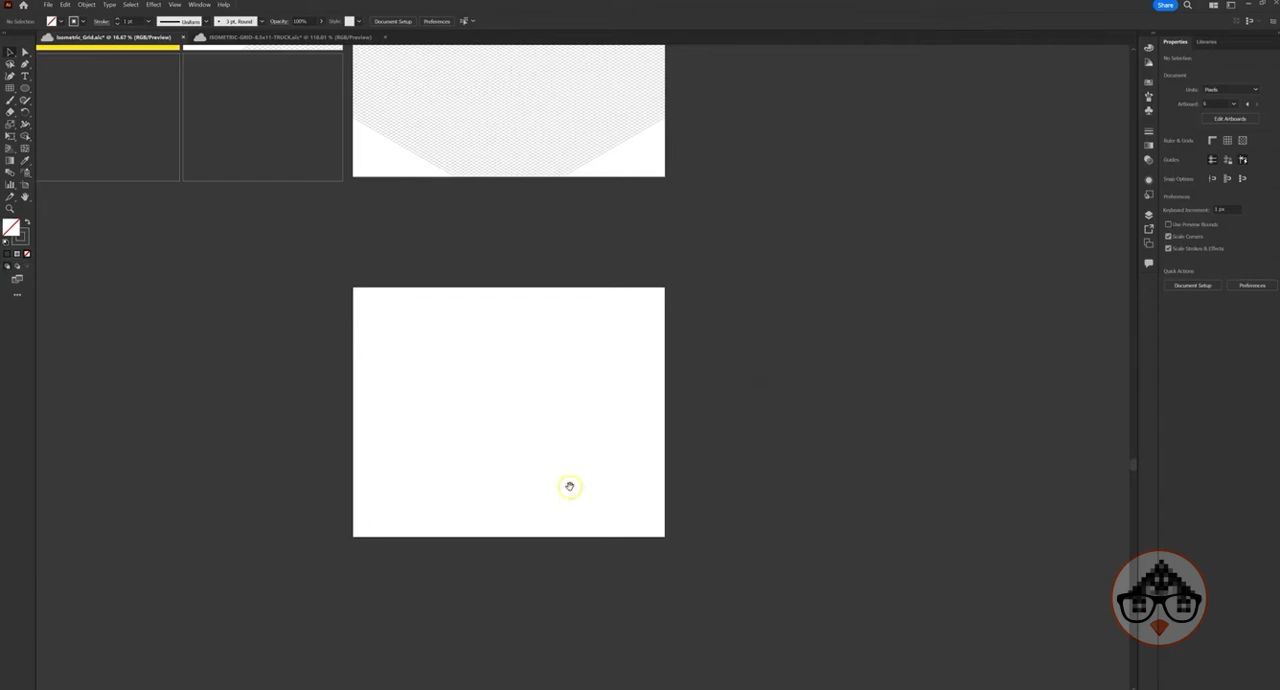 File Edit Object Type Select Effect View Window Help
Share
No Selection
Stroke: 1 pt
Uniform
3 pt. Round
Opacity: 100%
Style:
Document Setup
Preferences
Isometric_Grid.aic* @ 16.67 % (RGB/Preview) ×
ISOMETRIC-GRID-8.5x11-TRUCK.aic* @ 118.01 % (RGB/Preview) ×
Properties Libraries
No Selection
Document
Units: Pixels
Artboard: 6
Edit Artboards
Ruler & Grids
Guides
Snap Options
Preferences
Keyboard Increment: 1 px
Use Preview Bounds
Scale Corners
Scale Strokes & Effects
Quick Actions
Document Setup Preferences
Ai
T